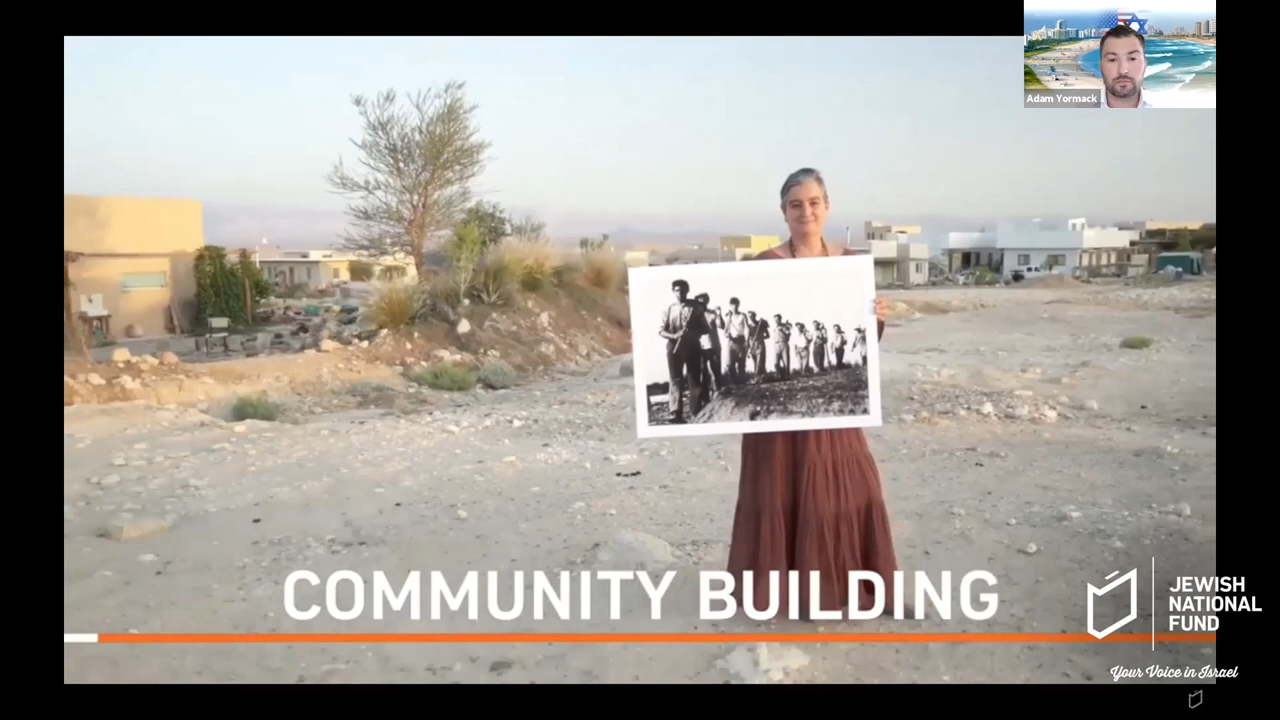 Adam Yormack
COMMUNITY BUILDING
JEWISH
NATIONAL
FUND
Your Voice in Israel